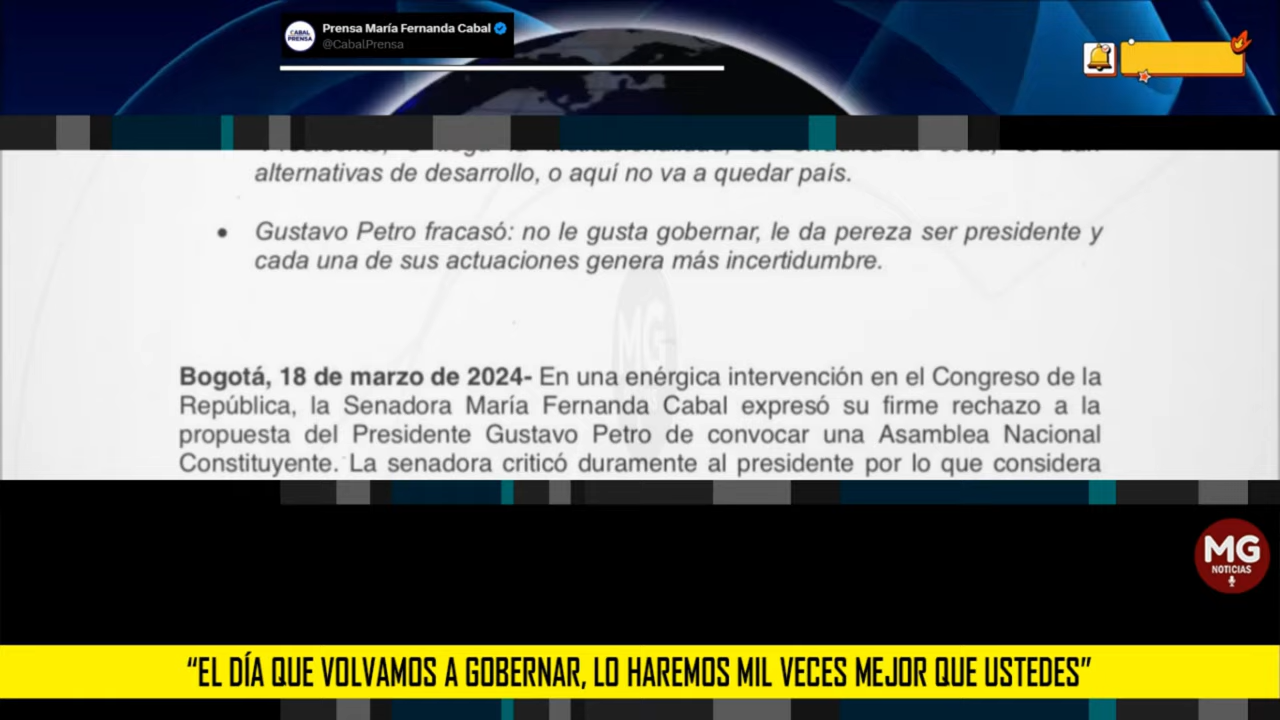 Prensa María Fernanda Cabal
@CabalPrensa
CABAL
PRENSA
alternativas de desarrollo, o aquí no va a quedar país.
• Gustavo Petro fracasó: no le gusta gobernar, le da pereza ser presidente y
cada una de sus actuaciones genera más incertidumbre.
MG
Bogotá, 18 de marzo de 2024- En una enérgica intervención en el Congreso de la
República, la Senadora María Fernanda Cabal expresó su firme rechazo a la
propuesta del Presidente Gustavo Petro de convocar una Asamblea Nacional
Constituyente. La senadora criticó duramente al presidente por lo que considera
MG
NOTICIAS
“EL DÍA QUE VOLVAMOS A GOBERNAR, LO HAREMOS MIL VECES MEJOR QUE USTEDES”